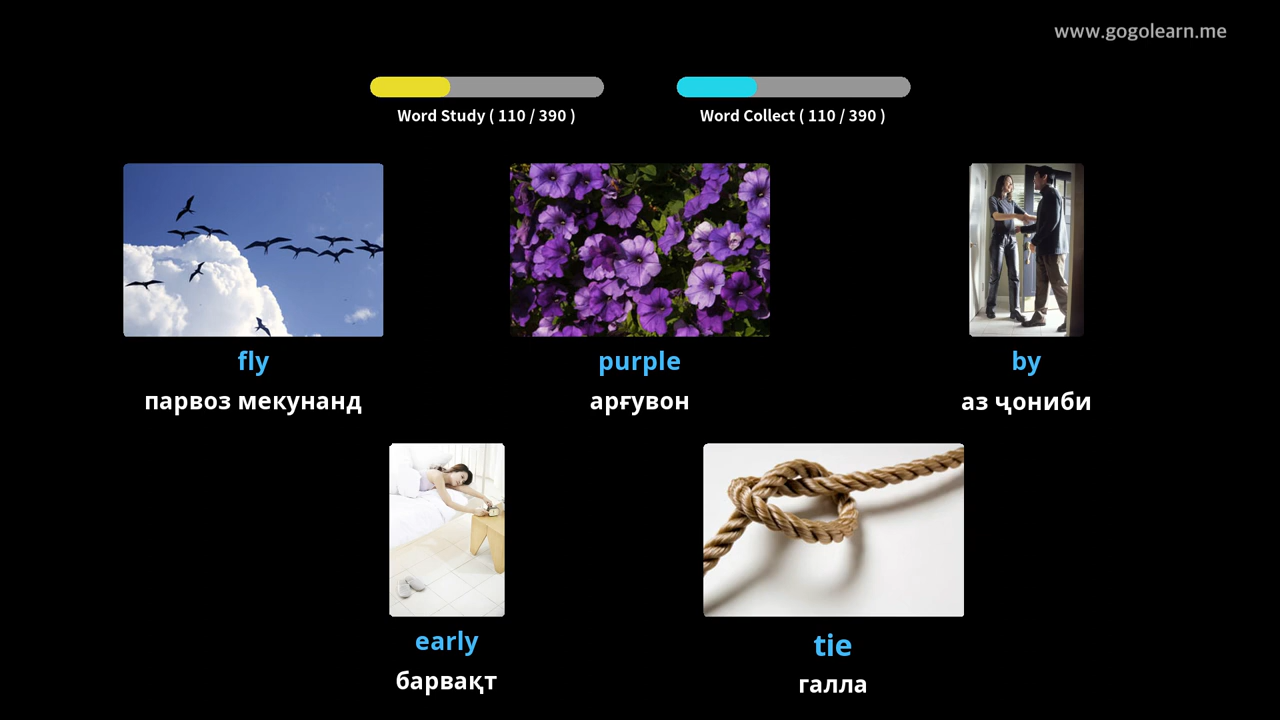 www.gogolearn.me
Word Study ( 110 / 390 )
Word Collect ( 110 / 390 )
fly
purple
by
парвоз мекунанд
арғувон
аз ҷониби
early
tie
барвақт
галла